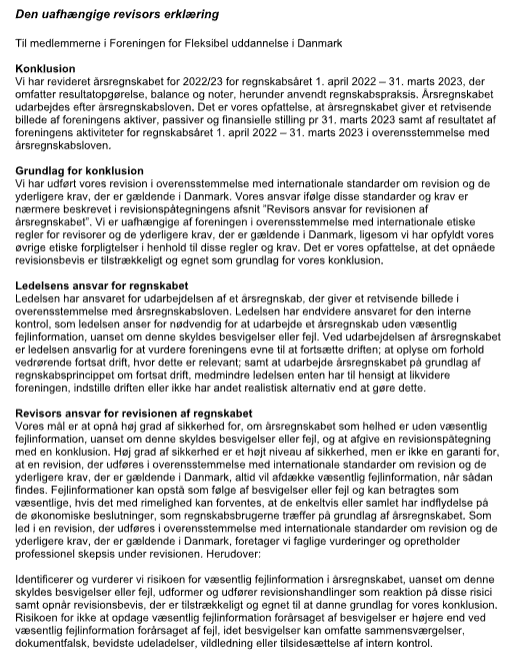 Den uafhængige revisors erklæring
Til medlemmerne i Foreningen for Fleksibel uddannelse i Danmark
Konklusion
Vi har revideret årsregnskabet for 2022/23 for regnskabsåret 1. april 2022 – 31. marts 2023, der
omfatter resultatopgørelse, balance og noter, herunder anvendt regnskabspraksis. Årsregnskabet
udarbejdes efter årsregnskabsloven. Det er vores opfattelse, at årsregnskabet giver et retvisende
billede af foreningens aktiver, passiver og finansielle stilling pr 31. marts 2023 samt af resultatet af
foreningens aktiviteter for regnskabsåret 1. april 2022 – 31. marts 2023 i overensstemmelse med
årsregnskabsloven.
Grundlag for konklusion
Vi har udført vores revision i overensstemmelse med internationale standarder om revision og de
yderligere krav, der er gældende i Danmark. Vores ansvar ifølge disse standarder og krav er
nærmere beskrevet i revisionspåtegningens afsnit "Revisors ansvar for revisionen af
årsregnskabet". Vi er uafhængige af foreningen i overensstemmelse med internationale etiske
regler for revisorer og de yderligere krav, der er gældende i Danmark, ligesom vi har opfyldt vores
øvrige etiske forpligtelser i henhold til disse regler og krav. Det er vores opfattelse, at det opnåede
revisionsbevis er tilstrækkeligt og egnet som grundlag for vores konklusion.
Ledelsens ansvar for regnskabet
Ledelsen har ansvaret for udarbejdelsen af et årsregnskab, der giver et retvisende billede i
overensstemmelse med årsregnskabsloven. Ledelsen har endvidere ansvaret for den interne
kontrol, som ledelsen anser for nødvendig for at udarbejde et årsregnskab uden væsentlig
fejlinformation, uanset om denne skyldes besvigelser eller fejl. Ved udarbejdelsen af årsregnskabet
er ledelsen ansvarlig for at vurdere foreningens evne til at fortsætte driften; at oplyse om forhold
vedrørende fortsat drift, hvor dette er relevant; samt at udarbejde årsregnskabet på grundlag af
regnskabsprincippet om fortsat drift, medmindre ledelsen enten har til hensigt at likvidere
foreningen, indstille driften eller ikke har andet realistisk alternativ end at gøre dette.
Revisors ansvar for revisionen af regnskabet
Vores mål er at opnå høj grad af sikkerhed for, om årsregnskabet som helhed er uden væsentlig
fejlinformation, uanset om denne skyldes besvigelser eller fejl, og at afgive en revisionspåtegning
med en konklusion. Høj grad af sikkerhed er et højt niveau af sikkerhed, men er ikke en garanti for,
at en revision, der udføres i overensstemmelse med internationale standarder om revision og de
yderligere krav, der er gældende i Danmark, altid vil afdække væsentlig fejlinformation, når sådan
findes. Fejlinformationer kan opstå som følge af besvigelser eller fejl og kan betragtes som
væsentlige, hvis det med rimelighed kan forventes, at de enkeltvis eller samlet har indflydelse på
de økonomiske beslutninger, som regnskabsbrugerne træffer på grundlag af årsregnskabet. Som
led i en revision, der udføres i overensstemmelse med internationale standarder om revision og de
yderligere krav, der er gældende i Danmark, foretager vi faglige vurderinger og opretholder
professionel skepsis under revisionen. Herudover:
Identificerer og vurderer vi risikoen for væsentlig fejlinformation i årsregnskabet, uanset om denne
skyldes besvigelser eller fejl, udformer og udfører revisionshandlinger som reaktion på disse risici
samt opnår revisionsbevis, der er tilstrækkeligt og egnet til at danne grundlag for vores konklusion.
Risikoen for ikke at opdage væsentlig fejlinformation forårsaget af besvigelser er højere end ved
væsentlig fejlinformation forårsaget af fejl, idet besvigelser kan omfatte sammensværgelser,
dokumentfalsk, bevidste udeladelser, vildledning eller tilsidesættelse af intern kontrol.